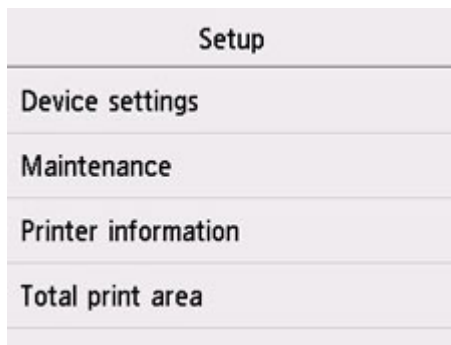 Setup
Device settings
Maintenance
Printer information
Total print area